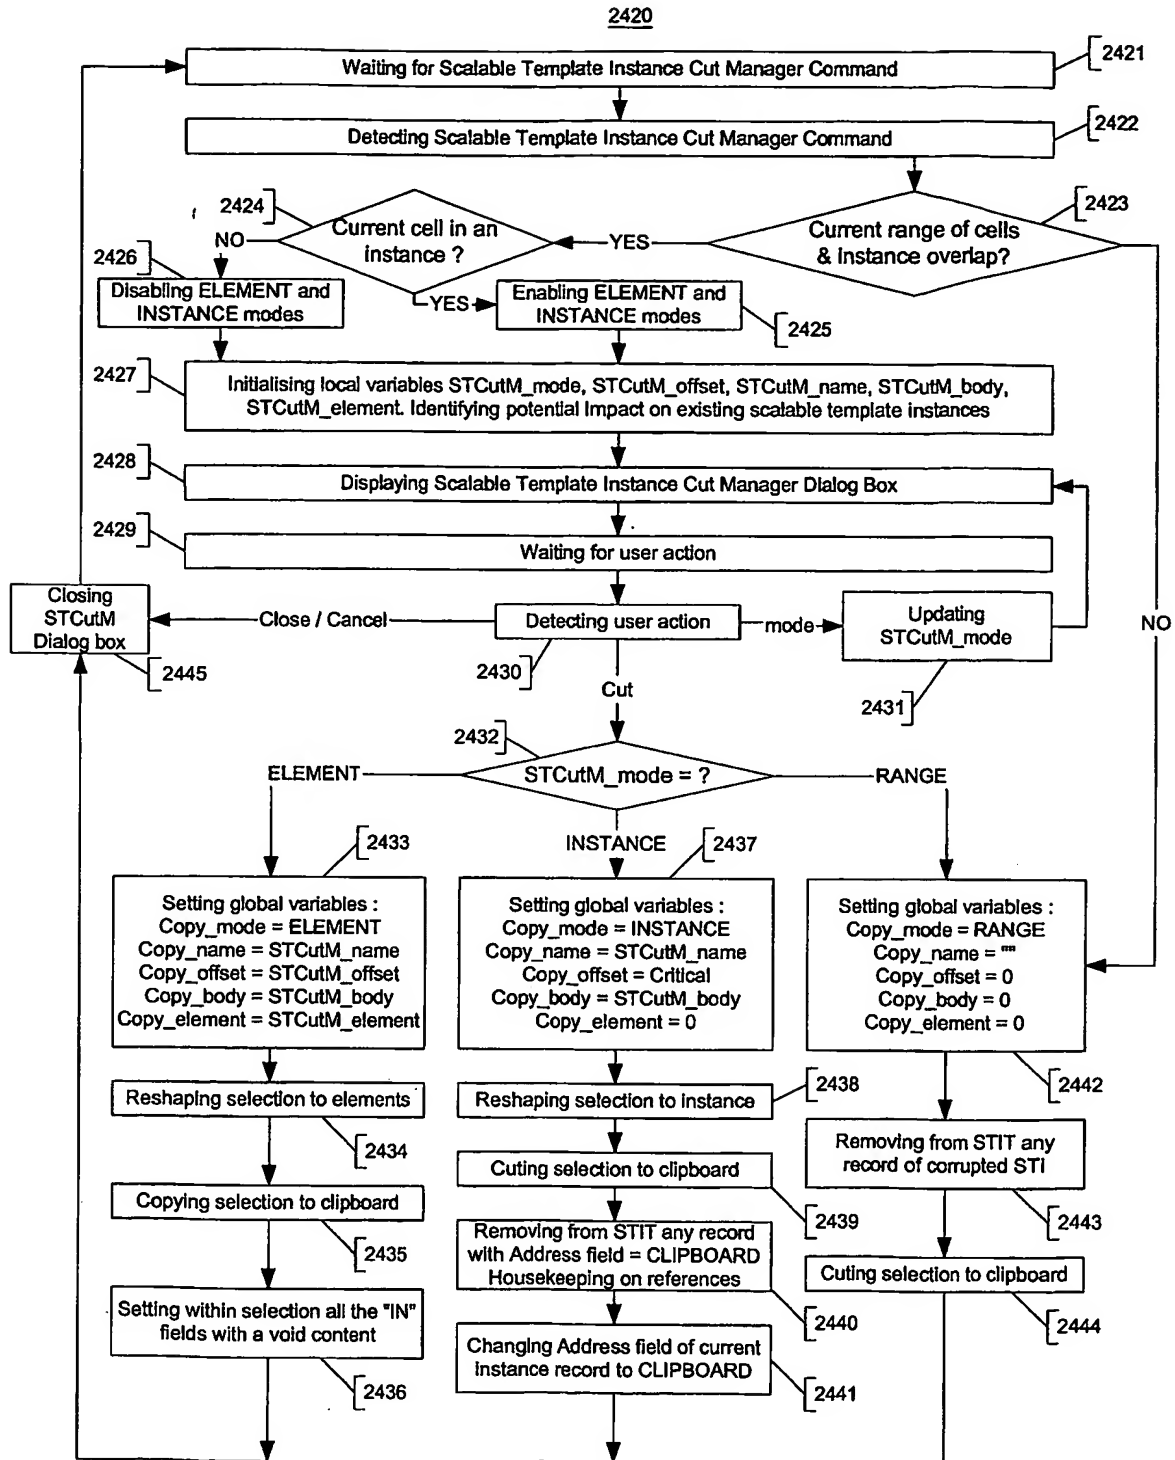 2420
Waiting for Scalable Template Instance Cut Manager Command
2421
Detecting Scalable Template Instance Cut Manager Command
2422
2424
Current cell in an
instance ?
NO
YES
YES
Current range of cells
& Instance overlap?
2423
2426
Disabling ELEMENT and
INSTANCE modes
Enabling ELEMENT and
INSTANCE modes
2425
2427
Initialising local variables STCutM_mode, STCutM_offset, STCutM_name, STCutM_body,
STCutM_element. Identifying potential Impact on existing scalable template instances
2428
Displaying Scalable Template Instance Cut Manager Dialog Box
2429
Waiting for user action
Closing
STCutM
Dialog box
2445
Close / Cancel
Detecting user action
2430
mode
Updating
STCutM_mode
2431
NO
Cut
2432
STCutM_mode = ?
ELEMENT
INSTANCE
RANGE
2433
Setting global variables :
Copy_mode = ELEMENT
Copy_name = STCutM_name
Copy_offset = STCutM_offset
Copy_body = STCutM_body
Copy_element = STCutM_element
2437
Setting global variables :
Copy_mode = INSTANCE
Copy_name = STCutM_name
Copy_offset = Critical
Copy_body = STCutM_body
Copy_element = 0
Setting global variables :
Copy_mode = RANGE
Copy_name = ""
Copy_offset = 0
Copy_body = 0
Copy_element = 0
2442
Reshaping selection to elements
2434
Reshaping selection to instance
2438
Removing from STIT any
record of corrupted STI
2443
Copying selection to clipboard
2435
Cuting selection to clipboard
2439
Cuting selection to clipboard
2444
Setting within selection all the "IN"
fields with a void content
2436
Removing from STIT any record
with Address field = CLIPBOARD
Housekeeping on references
2440
Changing Address field of current
Instance record to CLIPBOARD
2441